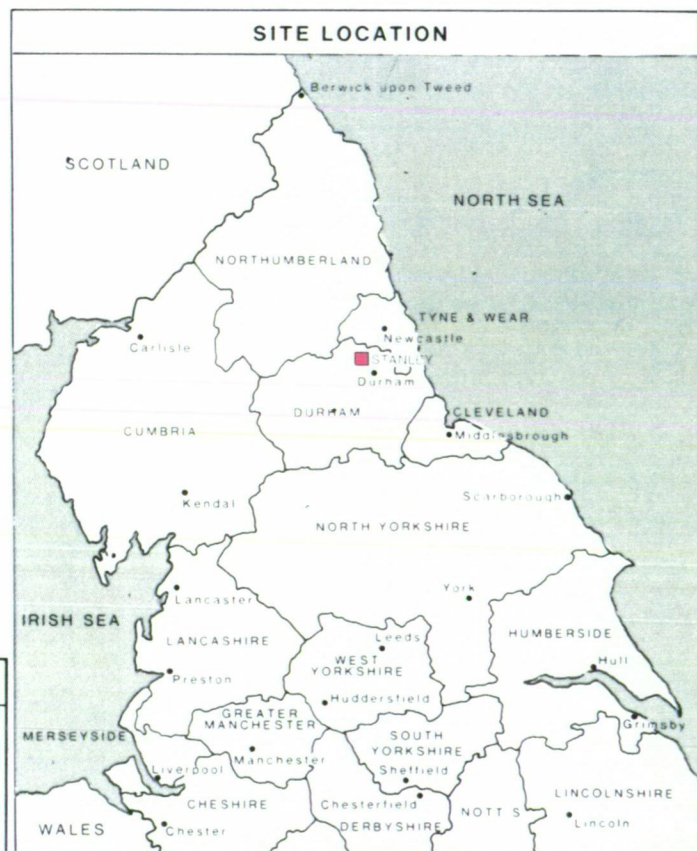 SITE LOCATION
Berwick upon Tweed
SCOTLAND
NORTH SEA
NORTHUMBERLAND
TYNE & WEAR
Newcastle
Carlisle
STANLEY
Durham
DURHAM
CLEVELAND
CUMBRIA
Middlesbrough
Kendal
Scarborough
NORTH YORKSHIRE
York
Lancaster
IRISH SEA
HUMBERSIDE
LANCASHIRE
Leeds
WEST
YORKSHIRE
Hull
Preston
Huddersfield
GREATER
MANCHESTER
Grimsby
MERSEYSIDE
SOUTH
YORKSHIRE
Manchester
Liverpool
Sheffield
CHESHIRE
Chesterfield
LINCOLNSHIRE
NOTT S
WALES
Chester
DERBYSHIRE
Lincoln